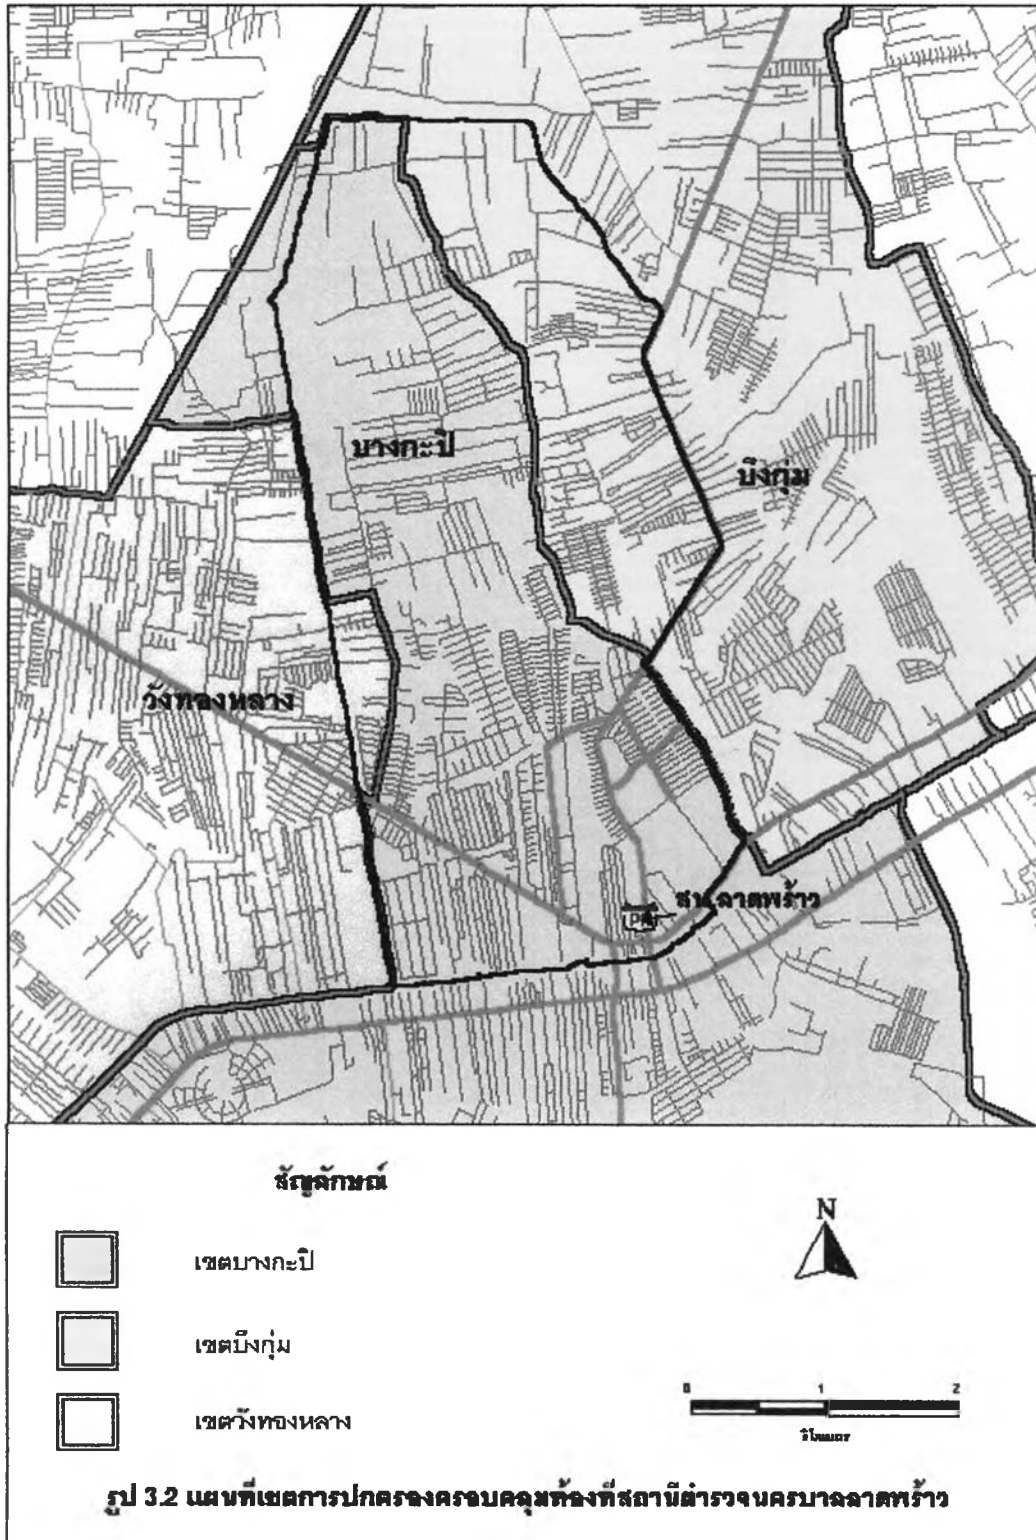 บางกะปิ
บึงกุ่ม
วังทองหลาง
สน.ลาดพร้าว
สัญลักษณ์
N
เขตบางกะปิ
เขตบึงกุ่ม
เขตวังทองหลาง
0 1 2
กิโลเมตร
รูป 3.2 แผนที่เขตการปกครองครอบคลุมท้องที่สถานีตำรวจนครบาลลาดพร้าว